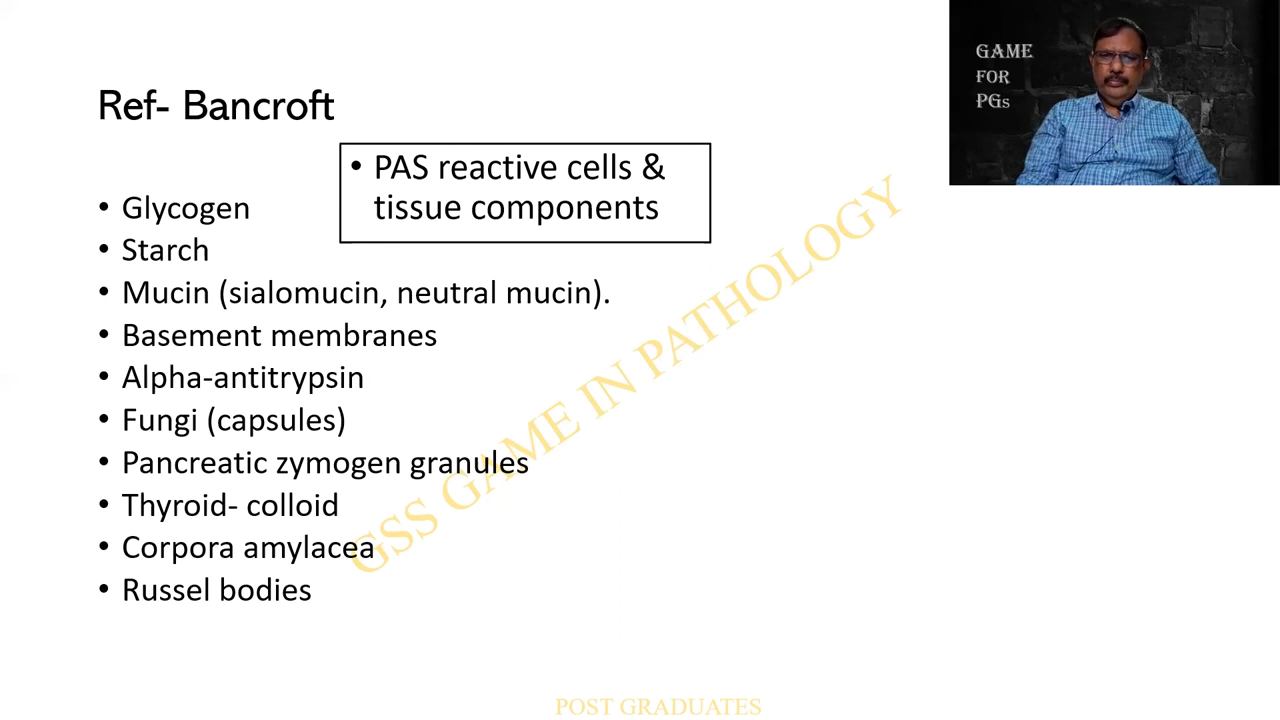 GAME
FOR
PGs
Ref- Bancroft
• PAS reactive cells &
tissue components
• Glycogen
• Starch
• Mucin (sialomucin, neutral mucin).
• Basement membranes
• Alpha-antitrypsin
• Fungi (capsules)
• Pancreatic zymogen granules
• Thyroid- colloid
• Corpora amylacea
• Russel bodies
GSS GAME IN PATHOLOGY
POST GRADUATES